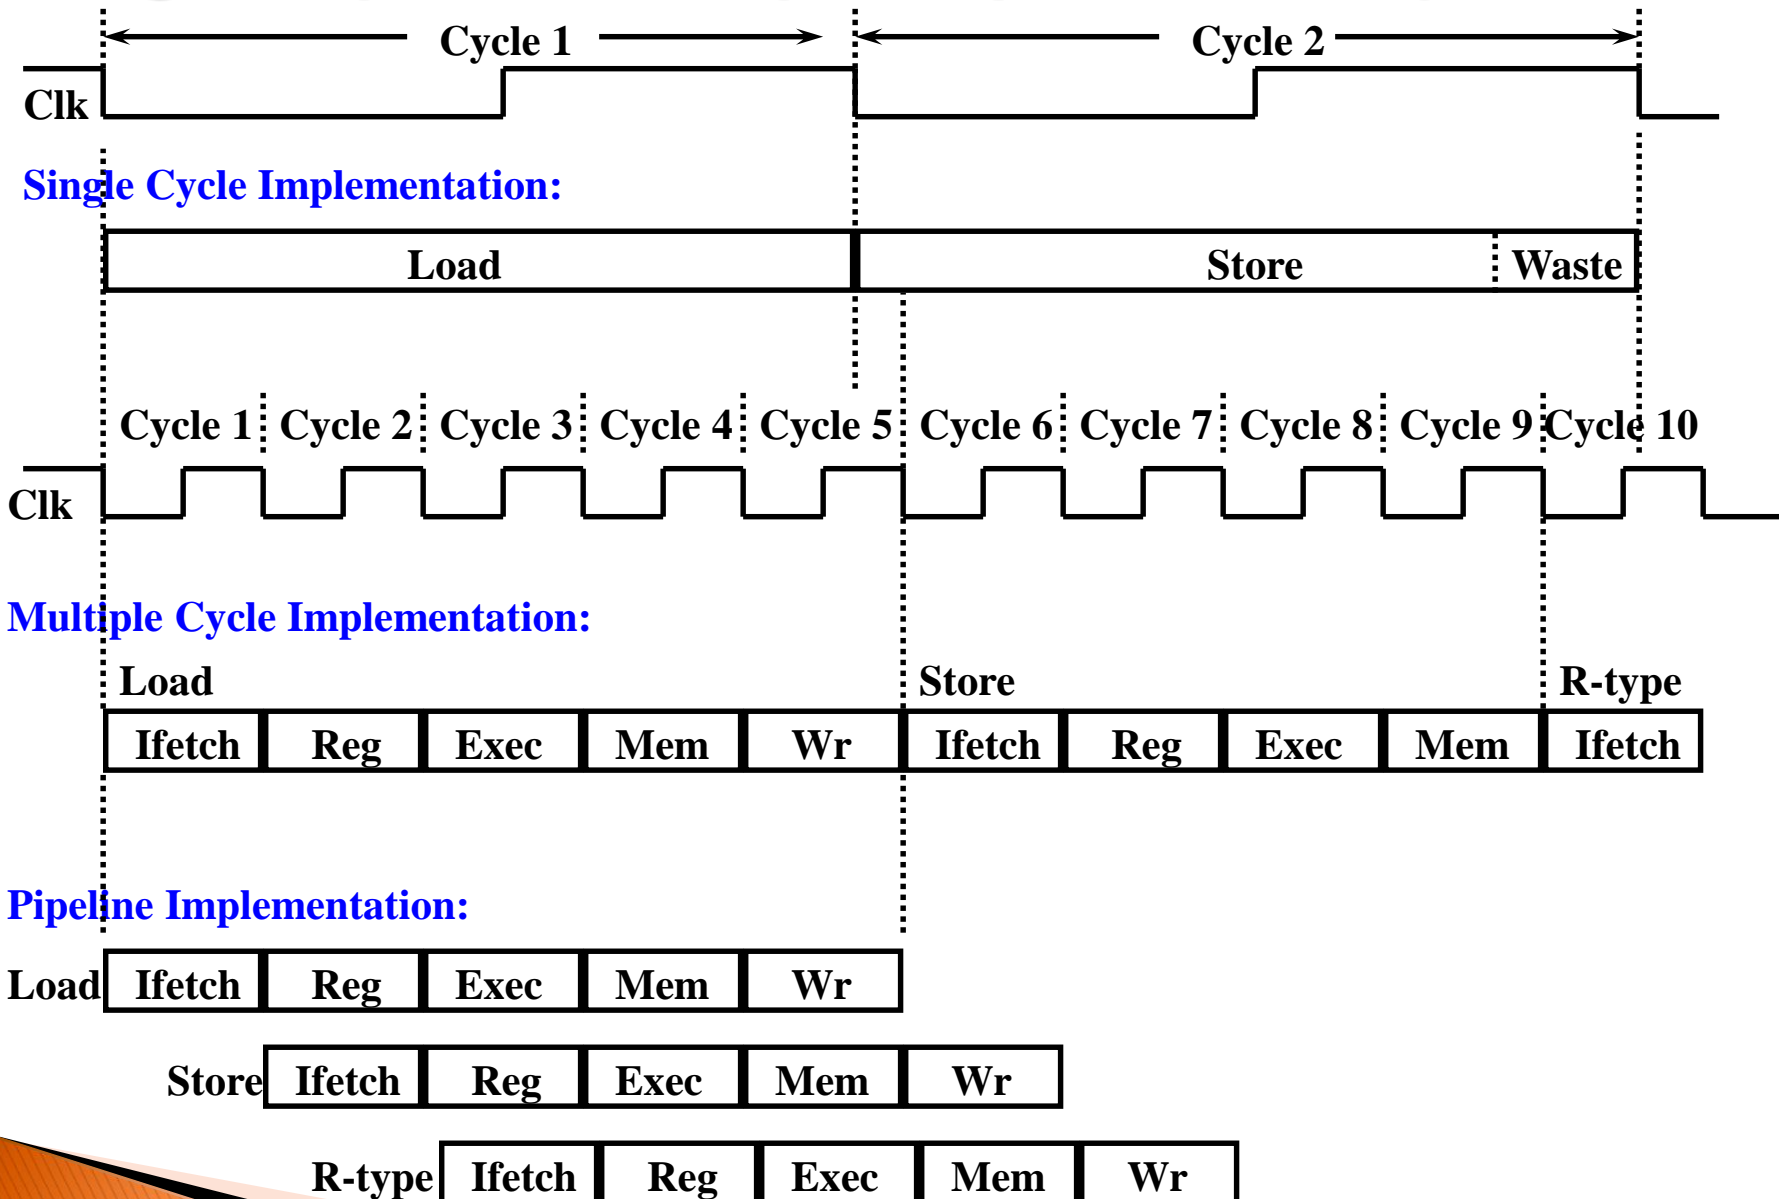 Cycle 1 Cycle 2
Clk
Single Cycle Implementation:
Load Store Waste
Cycle 1 Cycle 2 Cycle 3 Cycle 4 Cycle 5 Cycle 6 Cycle 7 Cycle 8 Cycle 9 Cycle 10
Clk
Multiple Cycle Implementation:
Load Store R-type
Ifetch Reg Exec Mem Wr Ifetch Reg Exec Mem Ifetch
Pipeline Implementation:
Load Ifetch Reg Exec Mem Wr
Store Ifetch Reg Exec Mem Wr
R-type Ifetch Reg Exec Mem Wr